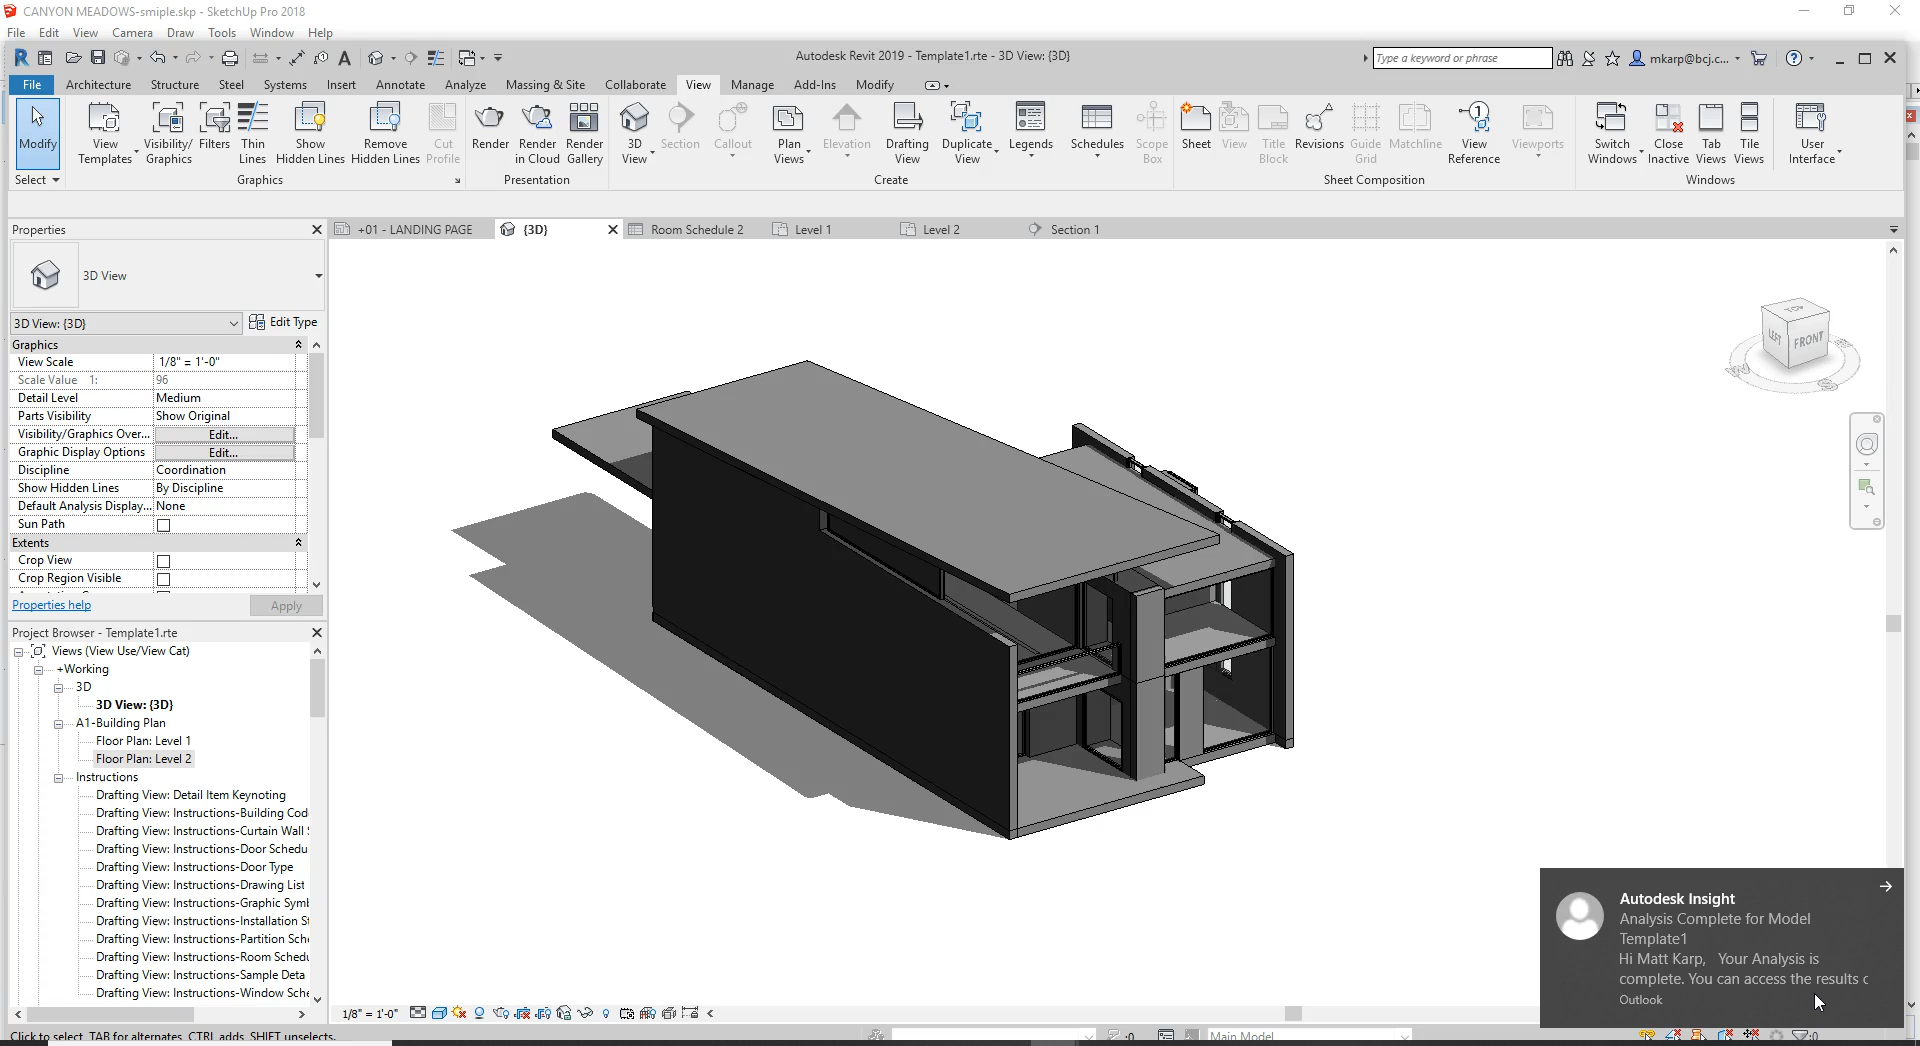 CANYON MEADOWS-smiple.skp - SketchUp Pro 2018
File Edit View Camera Draw Tools Window Help
Autodesk Revit 2019 - Template1.rte - 3D View: {3D}
Type a keyword or phrase
mkarp@bcj.c...
File Architecture Structure Steel Systems Insert Annotate Analyze Massing & Site Collaborate View Manage Add-Ins Modify
Modify
View Templates
Visibility/ Graphics
Filters
Thin Lines
Show Hidden Lines
Remove Hidden Lines
Cut Profile
Render
Render in Cloud
Render Gallery
3D View
Section
Callout
Plan Views
Elevation
Drafting View
Duplicate View
Legends
Schedules
Scope Box
Sheet
View
Title Block
Revisions
Guide Grid
Matchline
View Reference
Viewports
Switch Windows
Close Inactive
Tab Views
Tile Views
User Interface
Select Graphics Presentation Create Sheet Composition Windows
Properties
+01 - LANDING PAGE {3D} Room Schedule 2 Level 1 Level 2 Section 1
3D View
3D View: {3D} Edit Type
Graphics
View Scale 1/8" = 1'-0"
Scale Value 1: 96
Detail Level Medium
Parts Visibility Show Original
Visibility/Graphics Over... Edit...
Graphic Display Options Edit...
Discipline Coordination
Show Hidden Lines By Discipline
Default Analysis Display... None
Sun Path
Extents
Crop View
Crop Region Visible
Properties help Apply
Project Browser - Template1.rte
Views (View Use/View Cat)
+Working
3D
3D View: {3D}
A1-Building Plan
Floor Plan: Level 1
Floor Plan: Level 2
Instructions
Drafting View: Detail Item Keynoting
Drafting View: Instructions-Building Cod
Drafting View: Instructions-Curtain Wall
Drafting View: Instructions-Door Schedu
Drafting View: Instructions-Door Type
Drafting View: Instructions-Drawing List
Drafting View: Instructions-Graphic Syml
Drafting View: Instructions-Installation St
Drafting View: Instructions-Partition Sche
Drafting View: Instructions-Room Schedu
Drafting View: Instructions-Sample Deta
Drafting View: Instructions-Window Sche
TOP
LEFT
FRONT
Autodesk Insight
Analysis Complete for Model
Template1
Hi Matt Karp, Your Analysis is
complete. You can access the results c
Outlook
1/8" = 1'-0"
Click to select, TAB for alternates, CTRL adds, SHIFT unselects.
:0
Main Model
:0